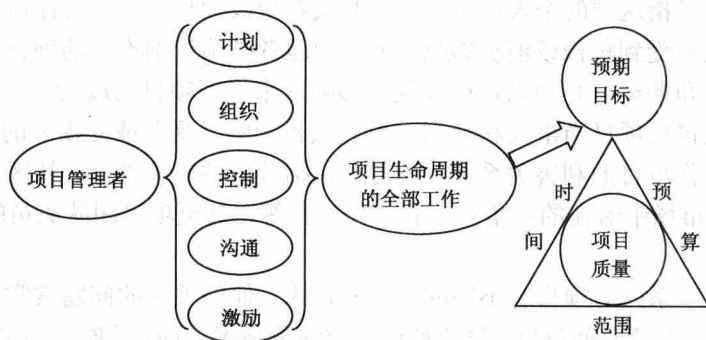 计划
组织
控制
沟通
激励
项目管理者
项目生命周期
的全部工作
预期
目标
时
间
预
算
项目
质量
范围